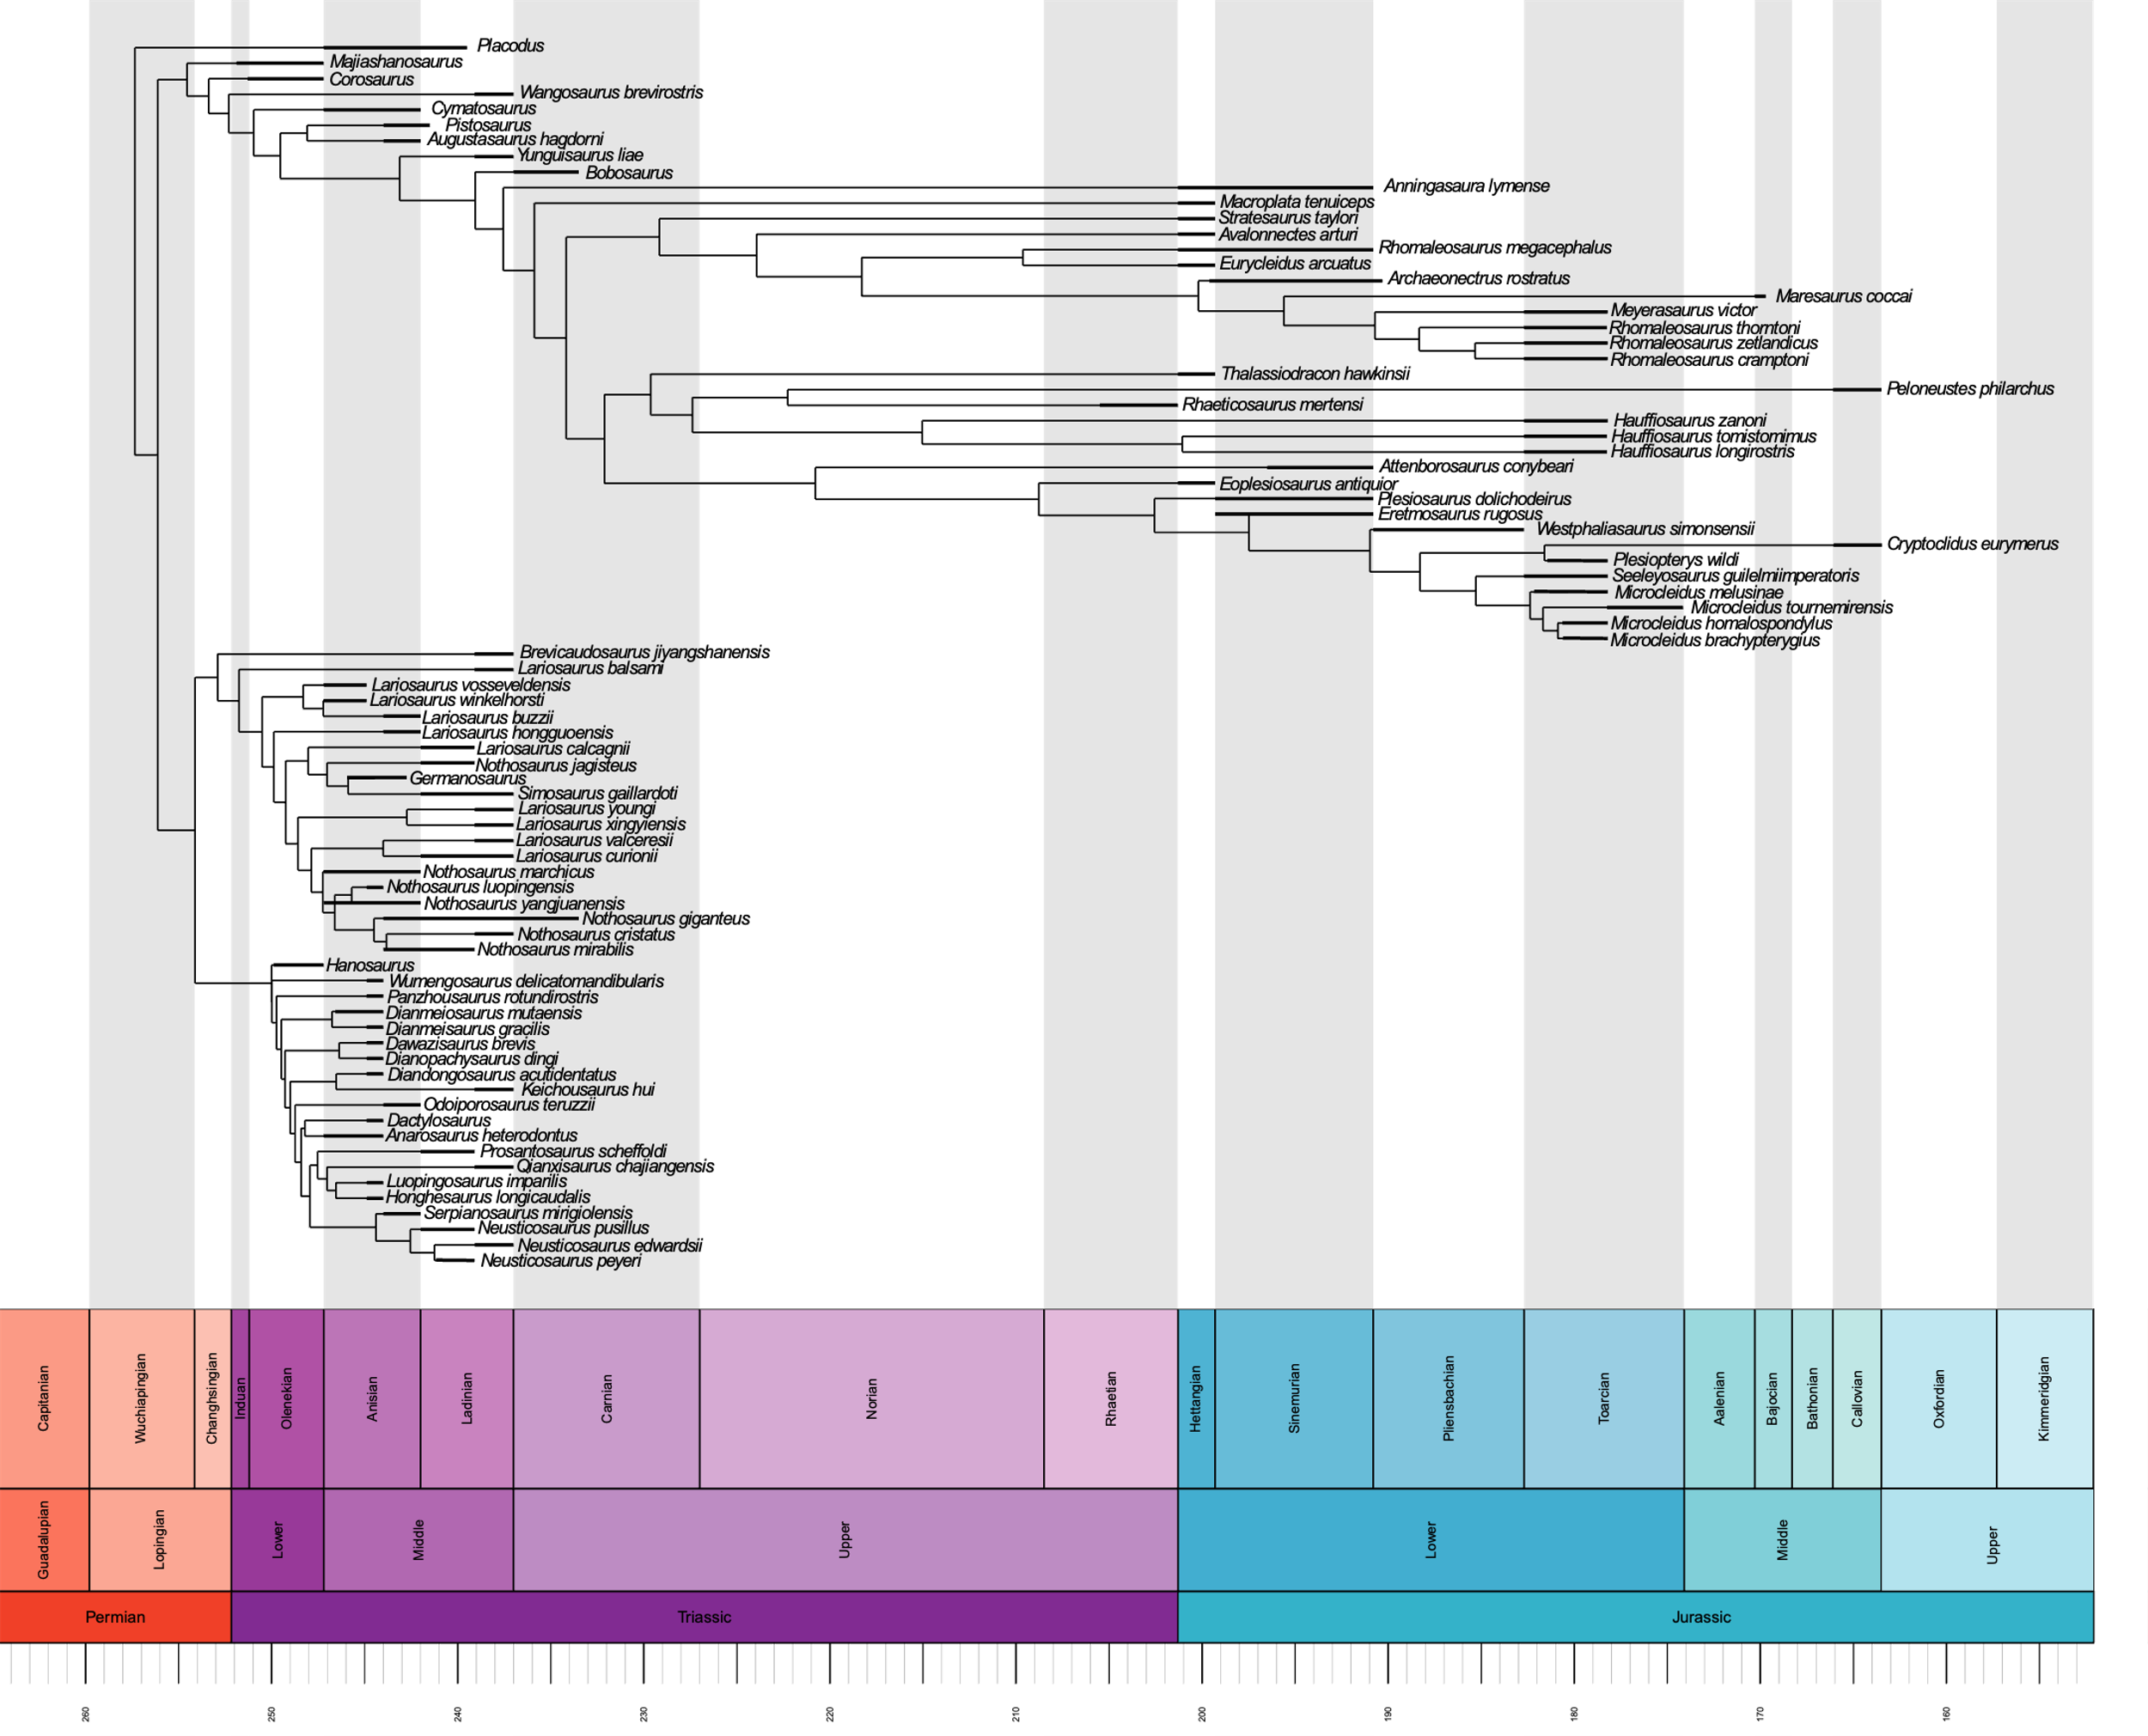 Placodus
Majiashanosaurus
Corosaurus
Wangosaurus brevirostris
Cymatosaurus
Pistosaurus
Augustasaurus hagdorni
Yunguisaurus liae
Bobosaurus
Anningasaura lymense
Macroplata tenuiceps
Stratesaurus taylori
Avalonnectes arturi
Rhomaleosaurus megacephalus
Eurycleidus arcuatus
Archaeonectrus rostratus
Maresaurus coccai
Meyerasaurus victor
Rhomaleosaurus thorntoni
Rhomaleosaurus zetlandicus
Rhomaleosaurus cramptoni
Thalassiodracon hawkinsii
Peloneustes philarchus
Rhaeticosaurus mertensi
Hauffiosaurus zanoni
Hauffiosaurus tomistomimus
Hauffiosaurus longirostris
Attenborosaurus conybeari
Eoplesiosaurus antiquior
Plesiosaurus dolichodeirus
Eretmosaurus rugosus
Westphaliasaurus simonsensii
Cryptoclidus eurymerus
Plesiopterys wildi
Seeleyosaurus guilelmiimperatoris
Microcleidus melusinae
Microcleidus tournemirensis
Microcleidus homalospondylus
Microcleidus brachypterygius
Brevicaudosaurus jiyangshanensis
Lariosaurus balsami
Lariosaurus vosseveldensis
Lariosaurus winkelhorsti
Lariosaurus buzzii
Lariosaurus hongguoensis
Lariosaurus calcagnii
Nothosaurus jagisteus
Germanosaurus
Simosaurus gaillardoti
Lariosaurus youngi
Lariosaurus xingyiensis
Lariosaurus valceresii
Lariosaurus curionii
Nothosaurus marchicus
Nothosaurus luopingensis
Nothosaurus yangjuanensis
Nothosaurus giganteus
Nothosaurus cristatus
Nothosaurus mirabilis
Hanosaurus
Wumengosaurus delicatomandibularis
Panzhousaurus rotundirostris
Dianmeiosaurus mutaensis
Dianmeisaurus gracilis
Dawazisaurus brevis
Dianopachysaurus dingi
Diandongosaurus acutidentatus
Keichousaurus hui
Odoiporosaurus teruzzii
Dactylosaurus
Anarosaurus heterodontus
Prosantosaurus scheffoldi
Qianxisaurus chajiangensis
Luopingosaurus imparilis
Honghesaurus longicaudalis
Serpianosaurus mirigiolensis
Neusticosaurus pusillus
Neusticosaurus edwardsii
Neusticosaurus peyeri
Capitanian
Wuchiapingian
Changhsingian
Induan
Olenekian
Anisian
Ladinian
Carnian
Norian
Rhaetian
Hettangian
Sinemurian
Pliensbachian
Toarcian
Aalenian
Bajocian
Bathonian
Callovian
Oxfordian
Kimmeridgian
Guadalupian
Lopingian
Lower
Middle
Upper
Lower
Middle
Upper
Permian
Triassic
Jurassic
260
250
240
230
220
210
200
190
180
170
160